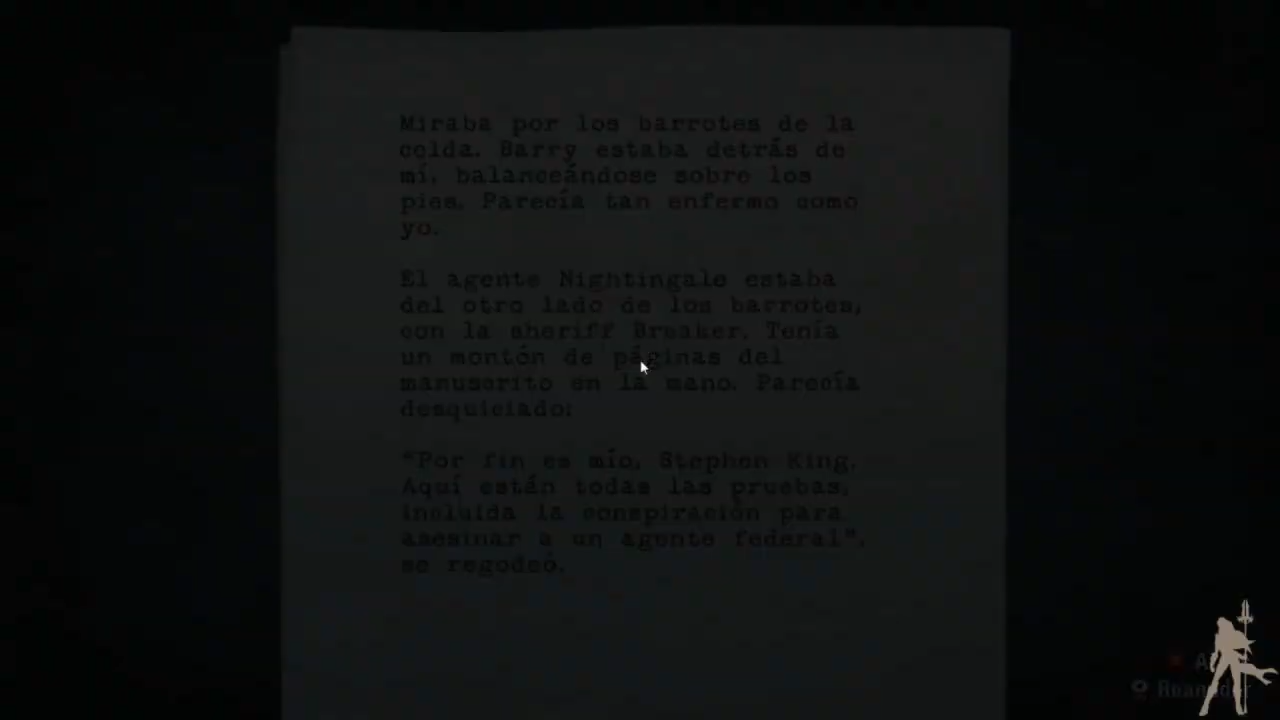 Miraba por los barrotes de la
celda. Barry estaba detrás de
mí, balanceándose sobre los
pies. Parecía tan enfermo como
yo.
El agente Nightingale estaba
del otro lado de los barrotes,
con la sheriff Breaker. Tenía
un montón de páginas del
manuscrito en la mano. Parecía
desquiciado:
"Por fin es mío, Stephen King.
Aquí están todas las pruebas,
incluida la conspiración para
asesinar a un agente federal",
se regodeó.
Reanudar